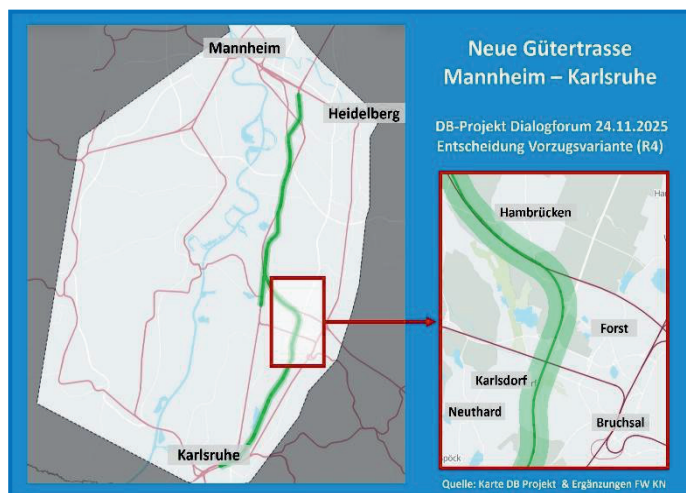 Mannheim
Heidelberg
Karlsruhe
Neue Gütertrasse
Mannheim – Karlsruhe
DB-Projekt Dialogforum 24.11.2025
Entscheidung Vorzugsvariante (R4)
Hambrücken
Forst
Karlsdorf
Neuthard
Bruchsal
pöck
Quelle: Karte DB Projekt & Ergänzungen FW KN